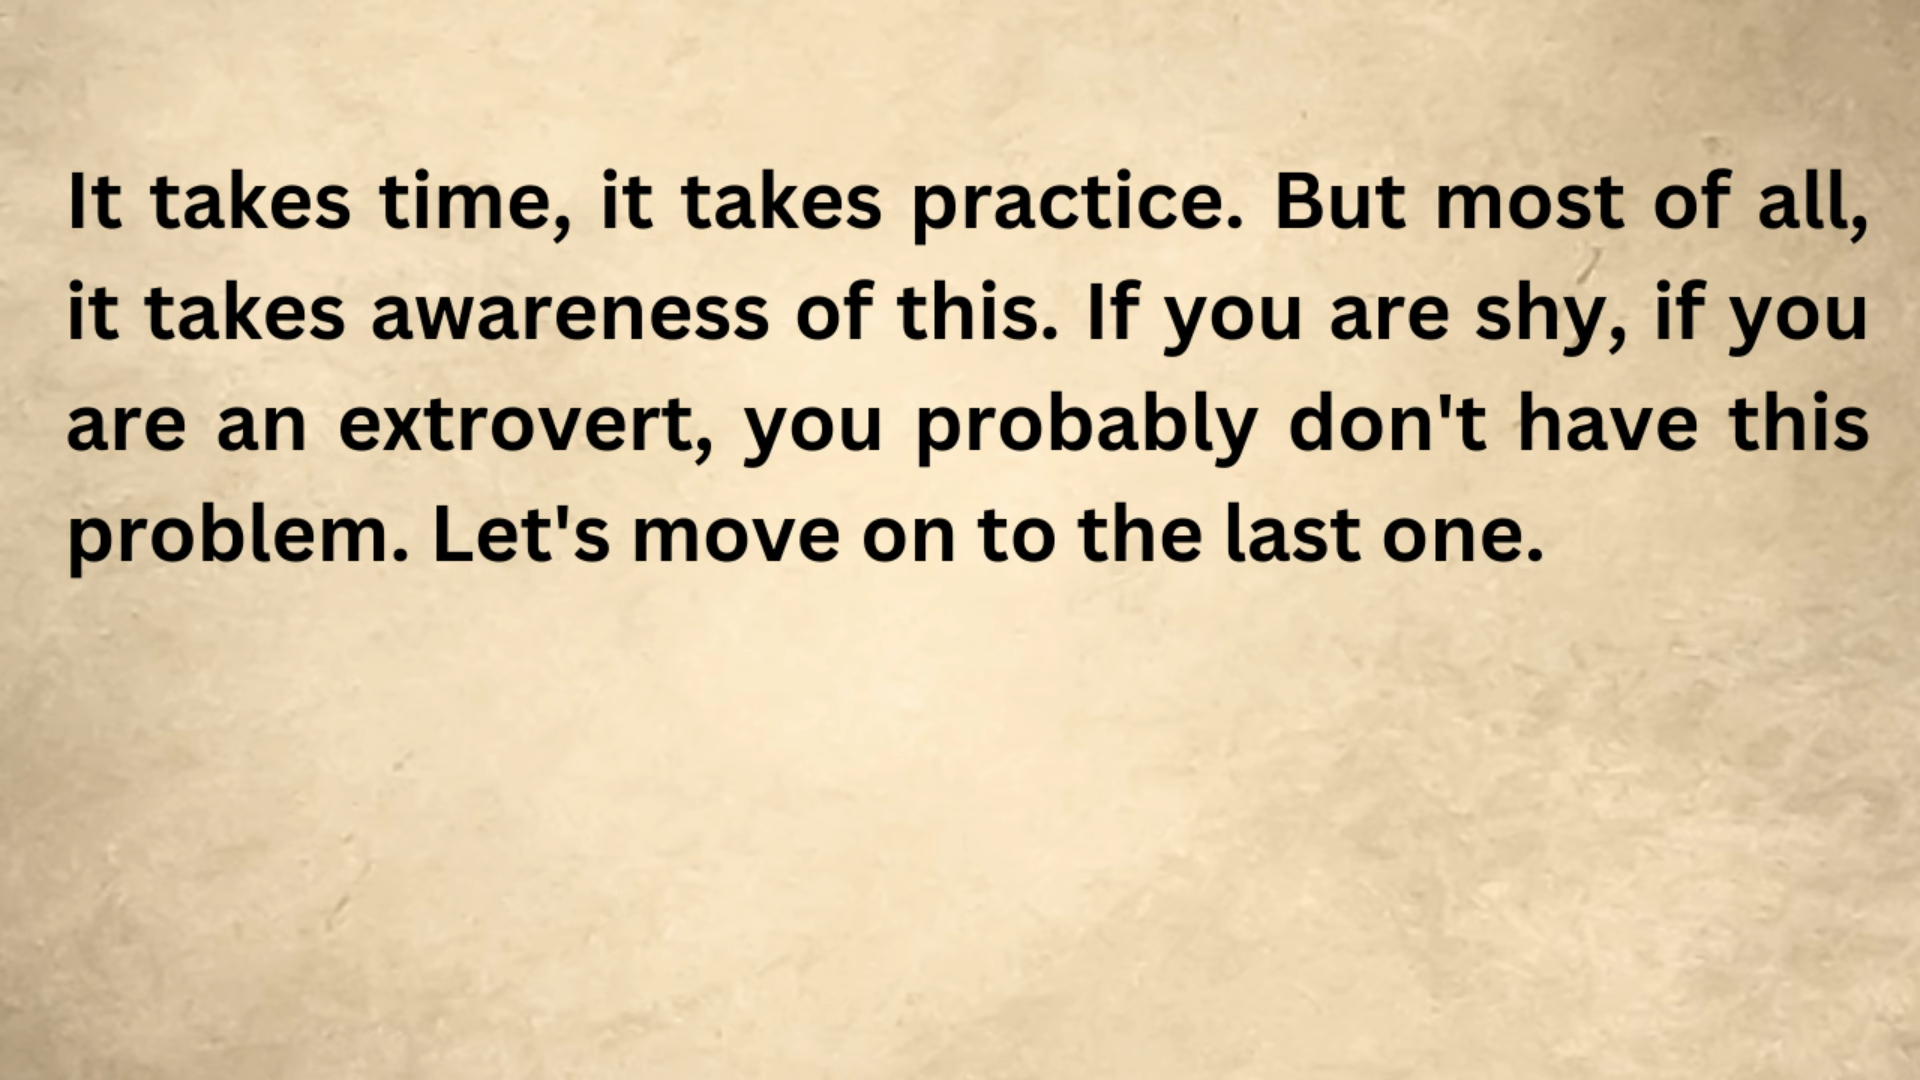 It takes time, it takes practice. But most of all,
it takes awareness of this. If you are shy, if you
are an extrovert, you probably don't have this
problem. Let's move on to the last one.